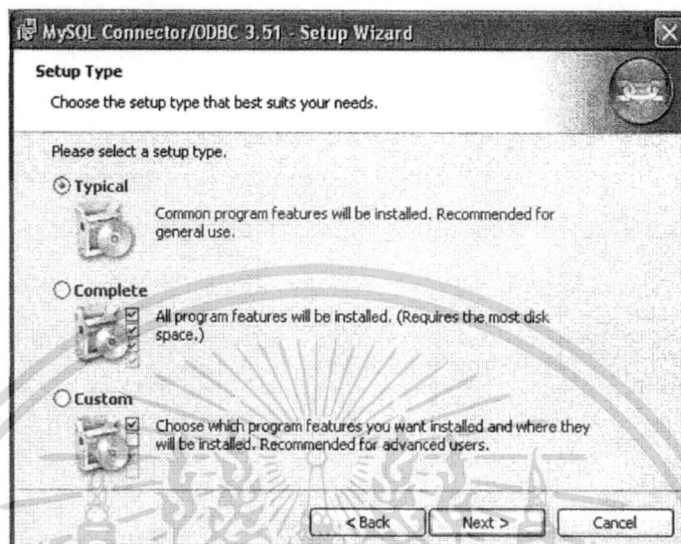 MySQL Connector/ODBC 3.51 - Setup Wizard
Setup Type
Choose the setup type that best suits your needs.
Please select a setup type.
Typical
Common program features will be installed. Recommended for
general use.
Complete
All program features will be installed. (Requires the most disk
space.)
Custom
Choose which program features you want installed and where they
will be installed. Recommended for advanced users.
< Back
Next >
Cancel